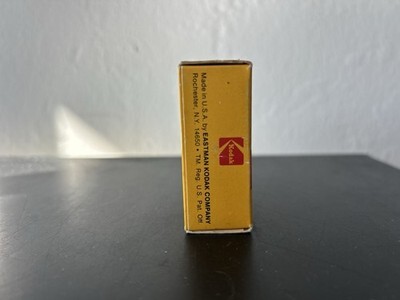 Made in U.S.A. by EASTMAN KODAK COMPANY
Rochester, N.Y. 14650 • TM. Reg. U.S. Pat. Off
Kodak